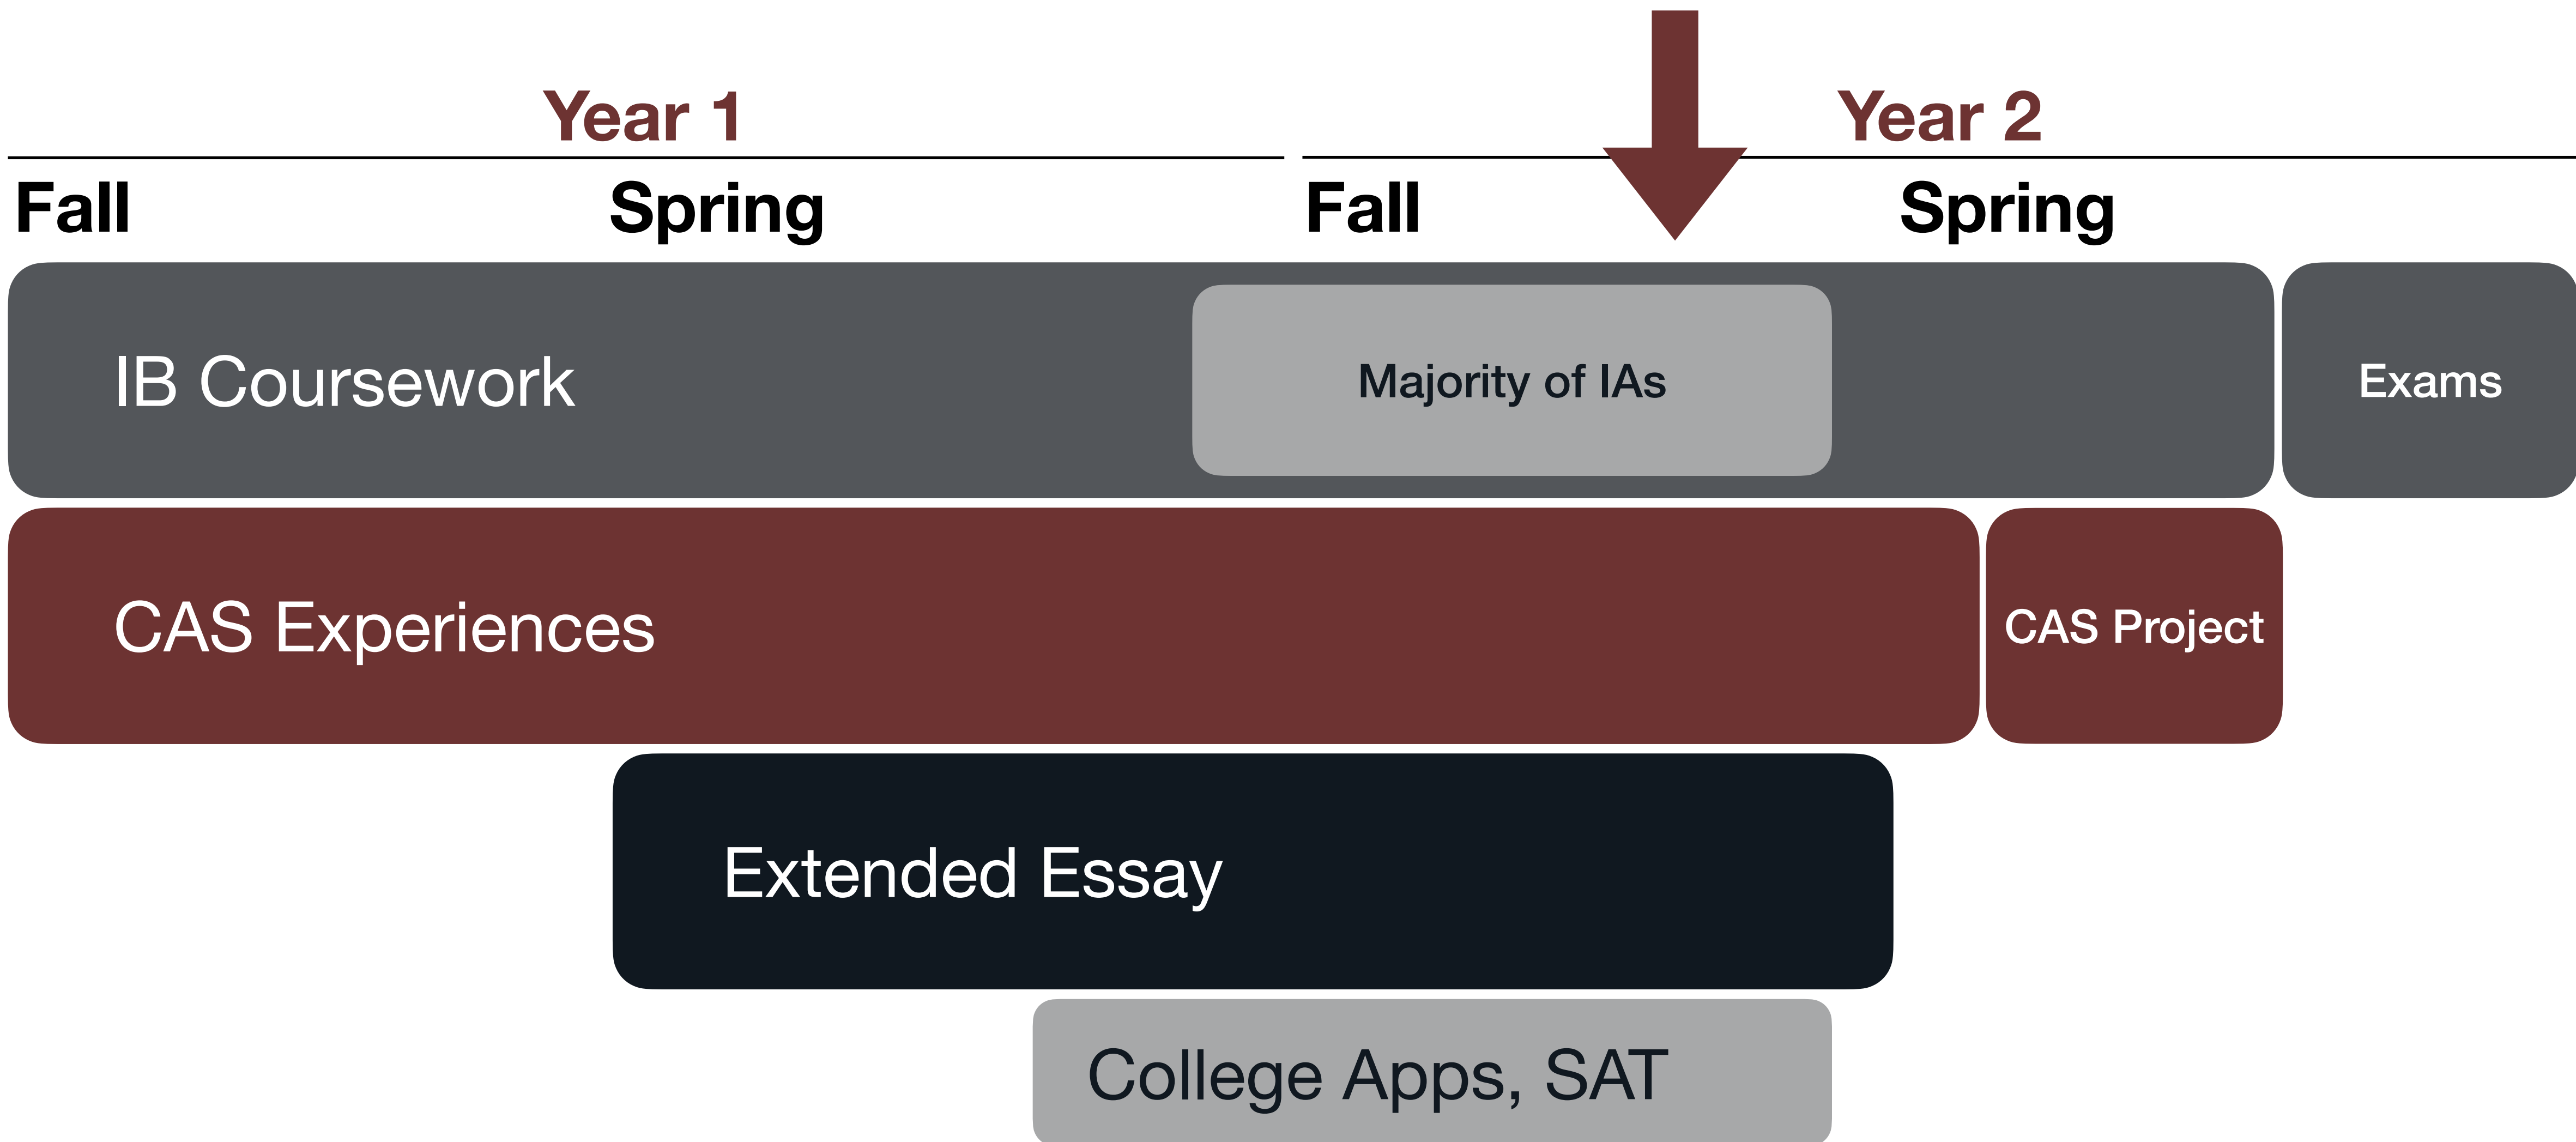 Year 1
Year 2
Fall
Spring
Fall
Spring
IB Coursework
Majority of IAs
Exams
CAS Experiences
CAS Project
Extended Essay
College Apps, SAT